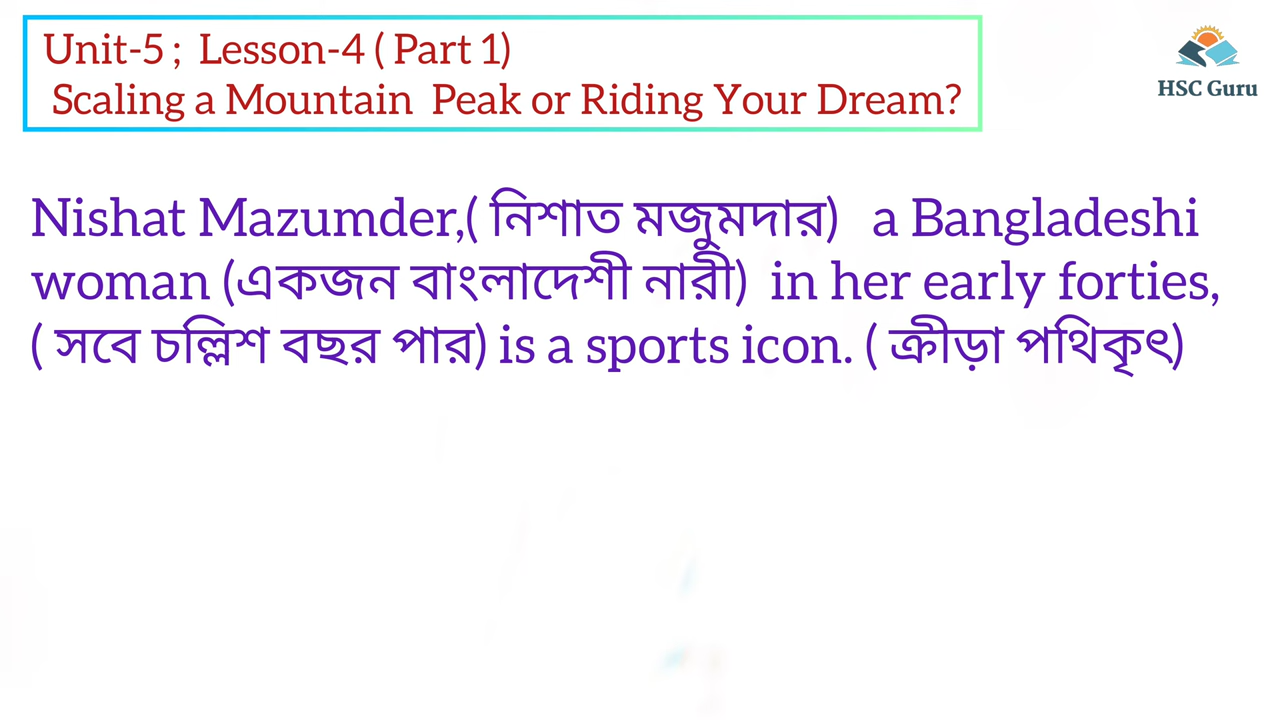 Unit-5 ; Lesson-4 ( Part 1)
Scaling a Mountain Peak or Riding Your Dream?
HSC Guru
Nishat Mazumder,( নিশাত মজুমদার) a Bangladeshi
woman (একজন বাংলাদেশী নারী) in her early forties,
( সবে চল্লিশ বছর পার) is a sports icon. ( ক্রীড়া পথিকৃৎ)